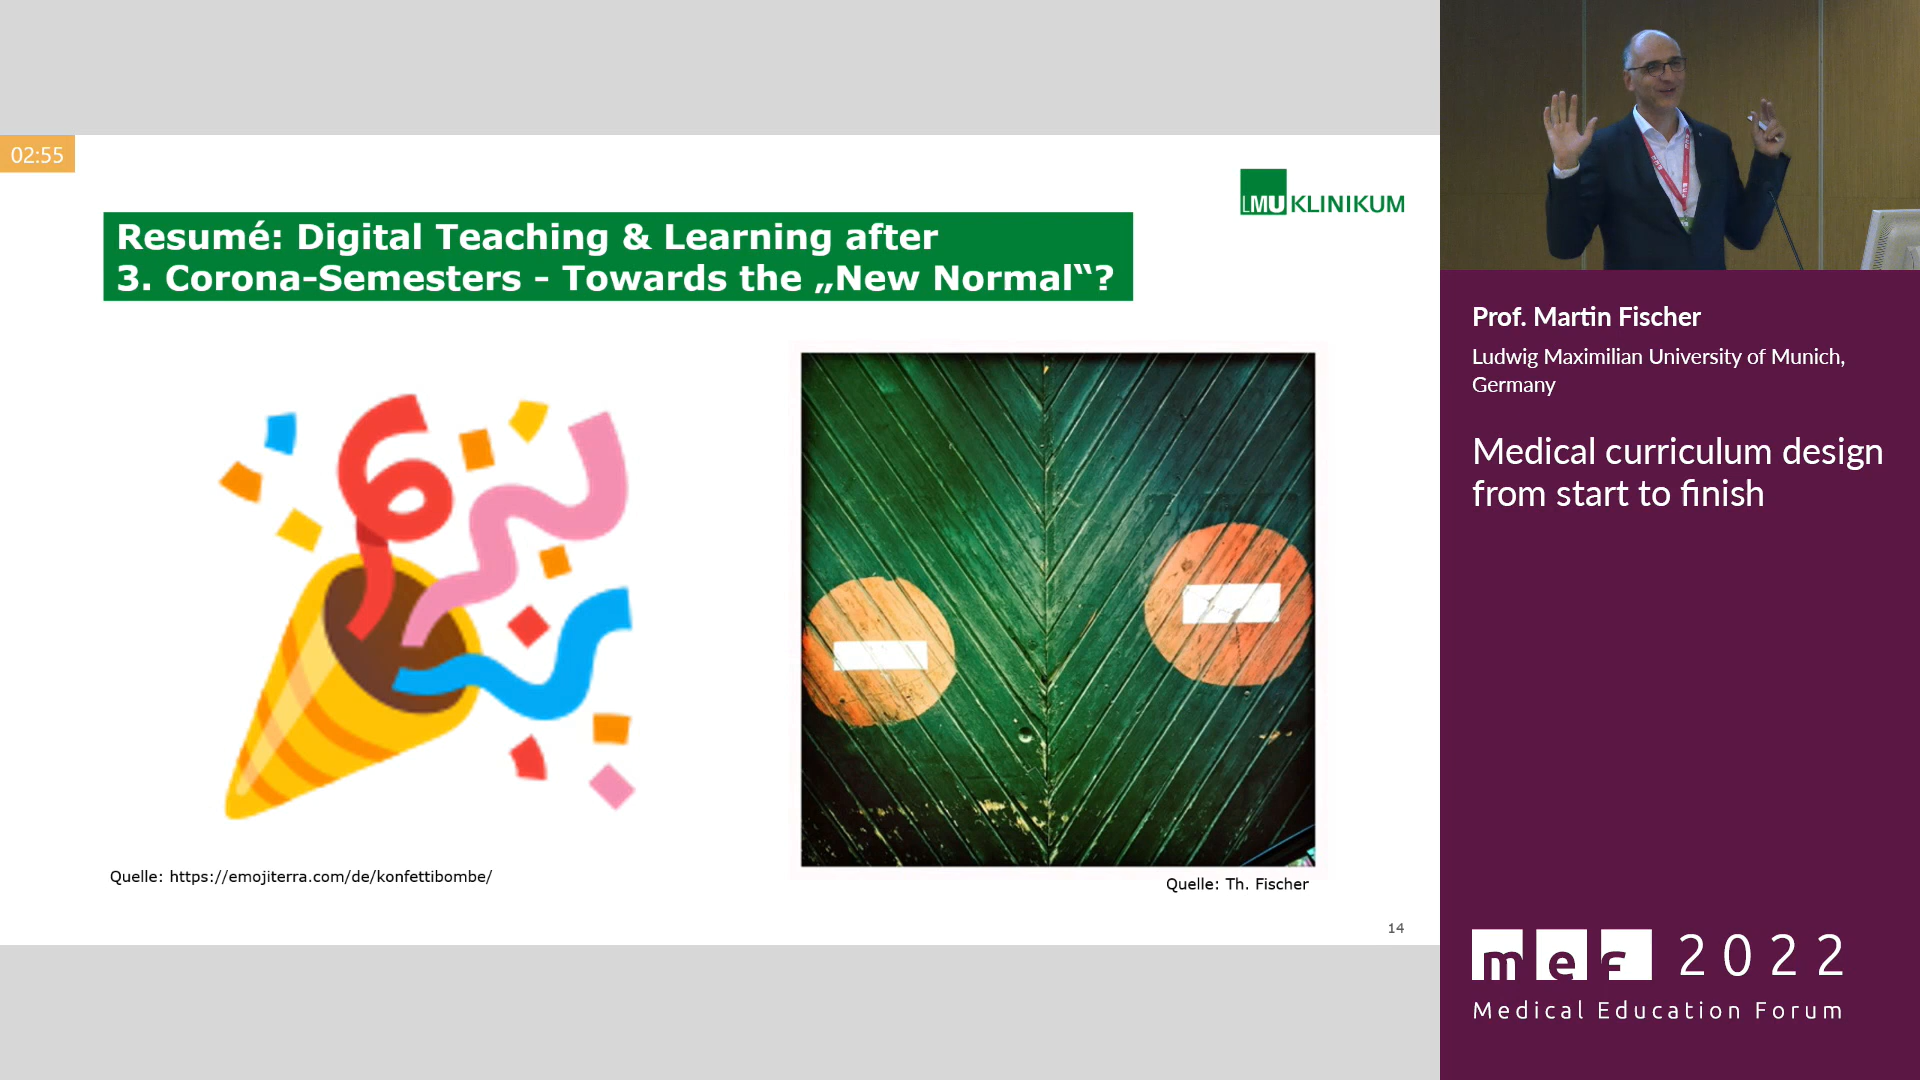 02:55
LMU KLINIKUM
Resumé: Digital Teaching & Learning after
3. Corona-Semesters - Towards the „New Normal“?
Quelle: https://emojiterra.com/de/konfettibombe/
Quelle: Th. Fischer
14
Prof. Martin Fischer
Ludwig Maximilian University of Munich,
Germany
Medical curriculum design
from start to finish
mef 2022
Medical Education Forum